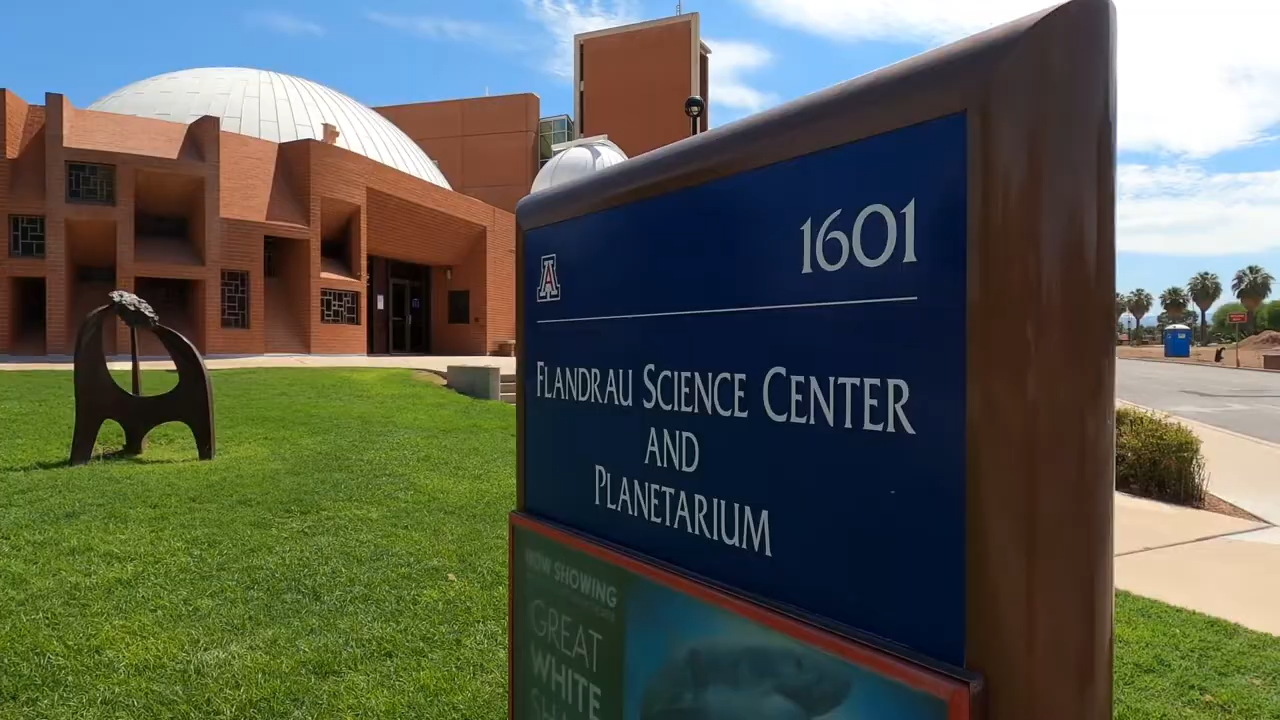 1601
A
FLANDRAU SCIENCE CENTER
AND
PLANETARIUM
NOW SHOWING
GREAT
WHITE